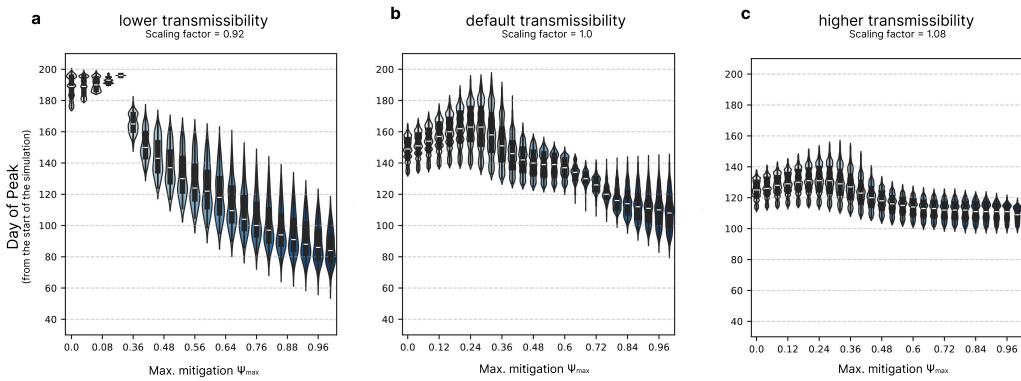 a
lower transmissibility
Scaling factor = 0.92
Day of Peak
(from the start of the simulation)
200
180
160
140
120
100
80
60
40
0.0 0.08 0.36 0.48 0.56 0.64 0.76 0.88 0.96
Max. mitigation Ψmax
b
default transmissibility
Scaling factor = 1.0
200
180
160
140
120
100
80
60
40
0.0 0.12 0.24 0.36 0.48 0.6 0.72 0.84 0.96
Max. mitigation Ψmax
c
higher transmissibility
Scaling factor = 1.08
200
180
160
140
120
100
80
60
40
0.0 0.12 0.24 0.36 0.48 0.6 0.72 0.84 0.96
Max. mitigation Ψmax